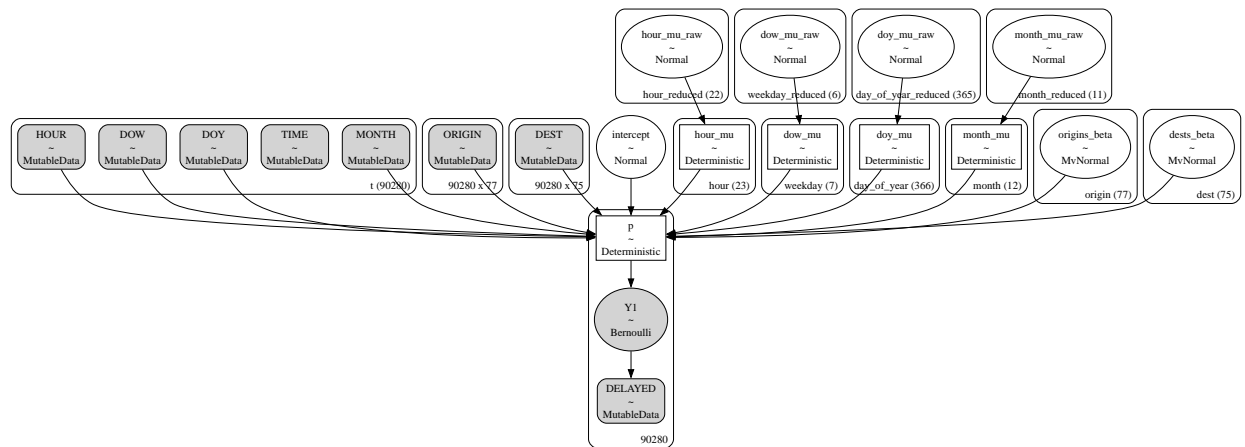 hour_mu_raw
~
Normal
hour_reduced (22)
dow_mu_raw
~
Normal
weekday_reduced (6)
doy_mu_raw
~
Normal
day_of_year_reduced (365)
month_mu_raw
~
Normal
month_reduced (11)
HOUR
~
MutableData
DOW
~
MutableData
DOY
~
MutableData
TIME
~
MutableData
MONTH
~
MutableData
t (90280)
ORIGIN
~
MutableData
90280 x 77
DEST
~
MutableData
90280 x 75
intercept
~
Normal
hour_mu
~
Deterministic
hour (23)
dow_mu
~
Deterministic
weekday (7)
doy_mu
~
Deterministic
day_of_year (366)
month_mu
~
Deterministic
month (12)
origins_beta
~
MvNormal
origin (77)
dests_beta
~
MvNormal
dest (75)
p
~
Deterministic
Y1
~
Bernoulli
DELAYED
~
MutableData
90280